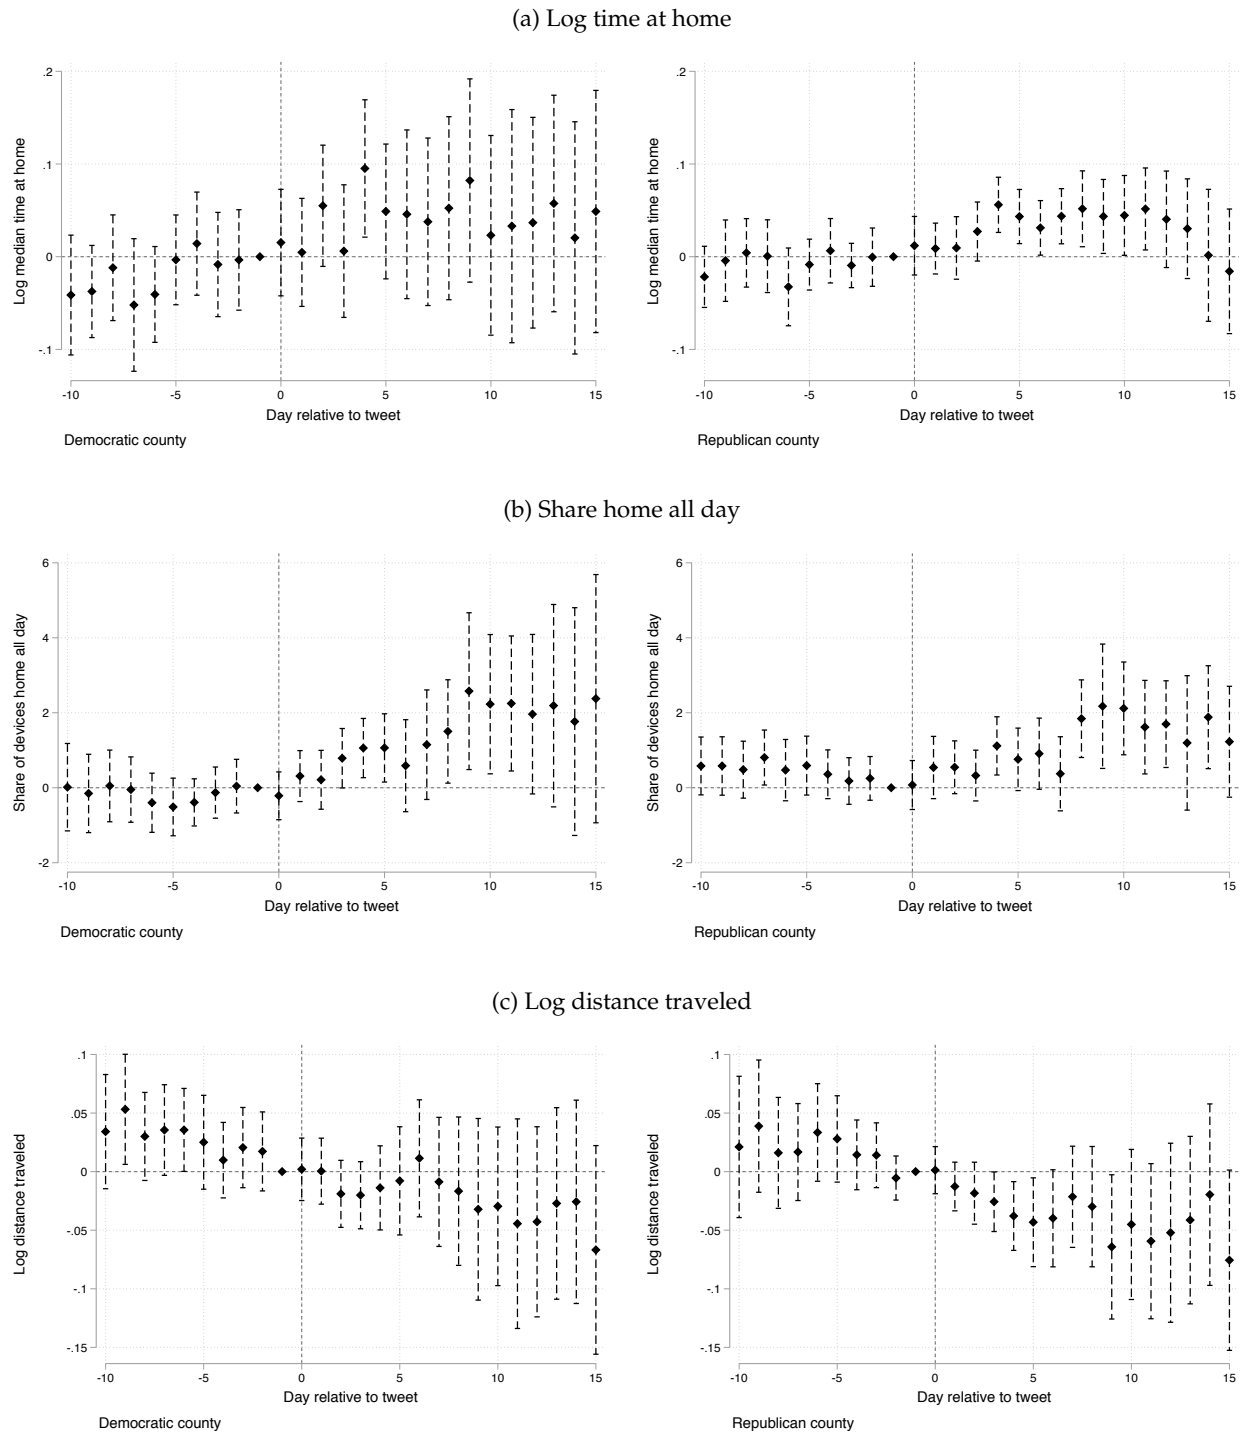 (a) Log time at home
Log median time at home
.2
.1
0
-.1
-10 -5 0 5 10 15
Day relative to tweet
Democratic county
Log median time at home
.2
.1
0
-.1
-10 -5 0 5 10 15
Day relative to tweet
Republican county
(b) Share home all day
Share of devices home all day
6
4
2
0
-2
-10 -5 0 5 10 15
Day relative to tweet
Democratic county
Share of devices home all day
6
4
2
0
-2
-10 -5 0 5 10 15
Day relative to tweet
Republican county
(c) Log distance traveled
Log distance traveled
.1
.05
0
-.05
-.1
-.15
-10 -5 0 5 10 15
Day relative to tweet
Democratic county
Log distance traveled
.1
.05
0
-.05
-.1
-.15
-10 -5 0 5 10 15
Day relative to tweet
Republican county